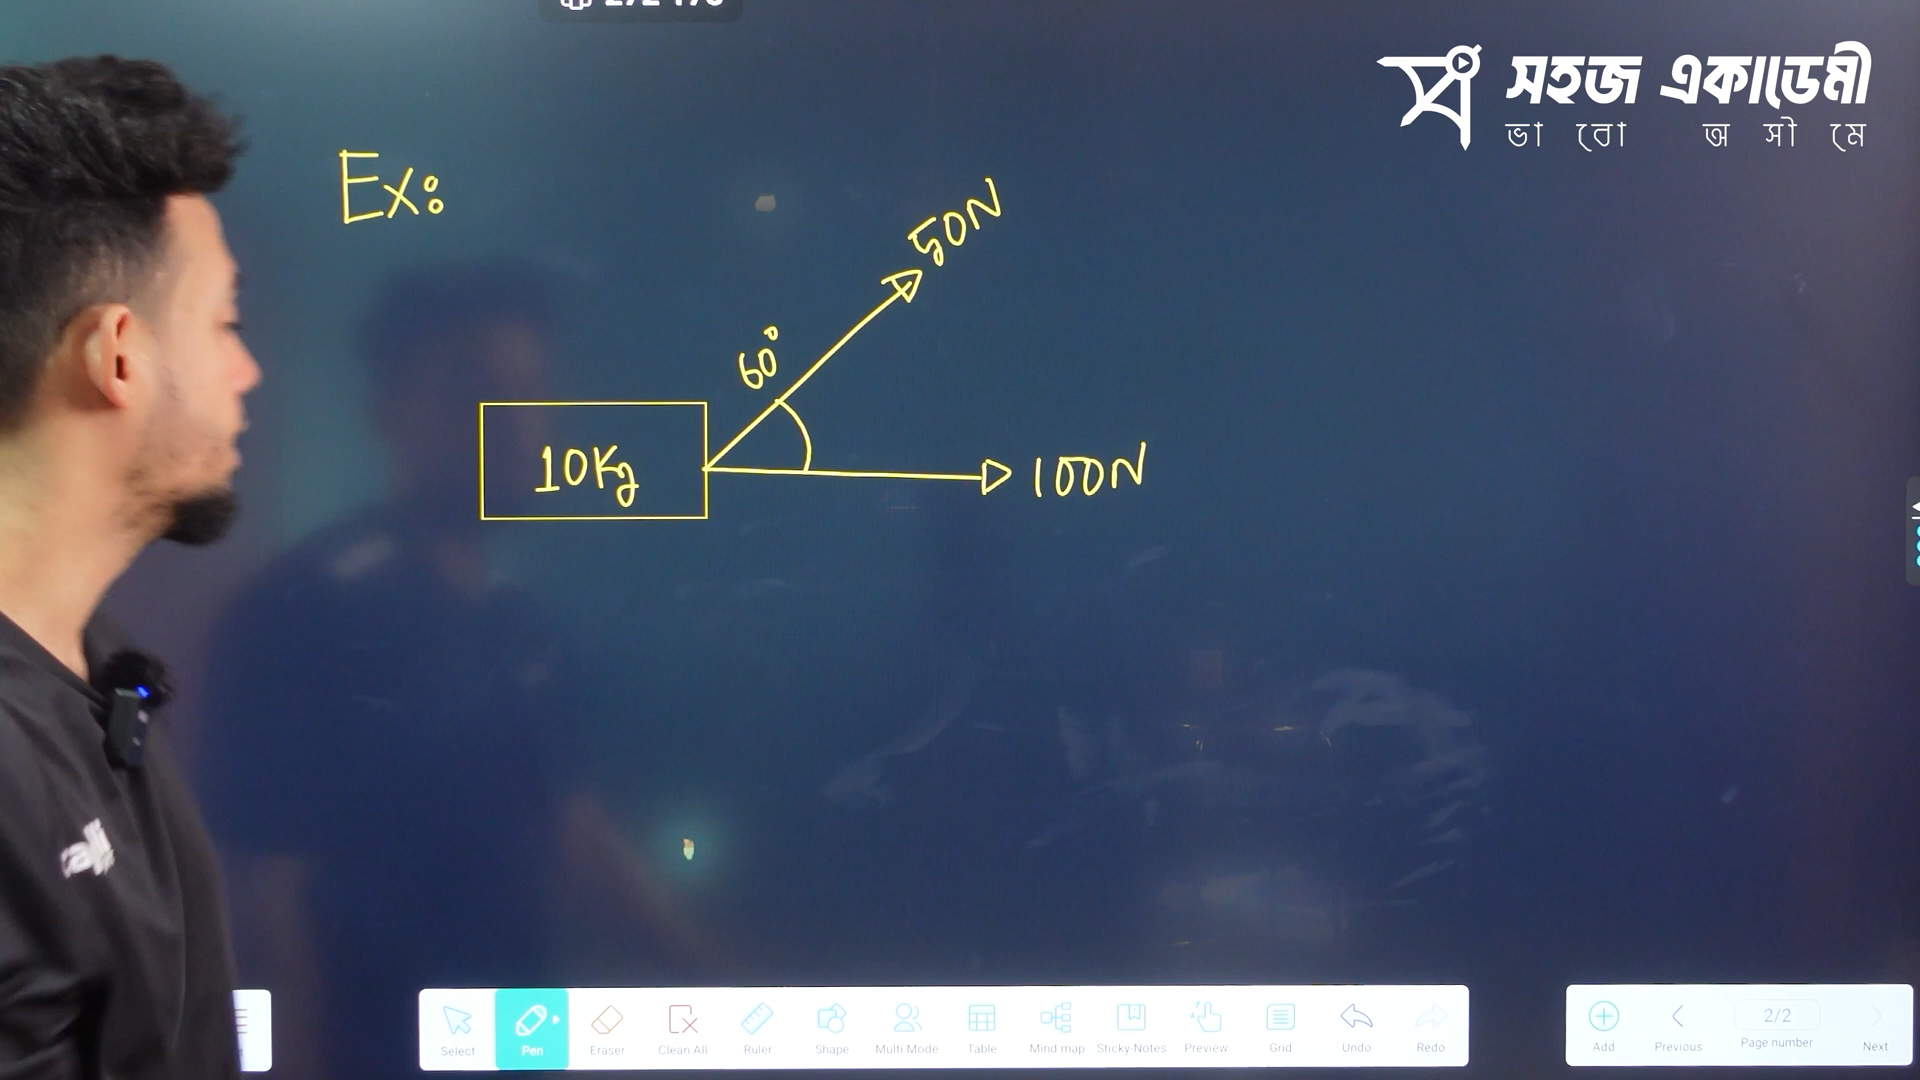 সহজ একাডেমী
ভাবো অসীমে
Ex:
50N
60°
10Kg
100N
Select
Pen
Eraser
Clean All
Ruler
Shape
Multi Mode
Table
Mind map
Sticky-Notes
Preview
Grid
Undo
Redo
Add
Previous
2/2
Page number
Next